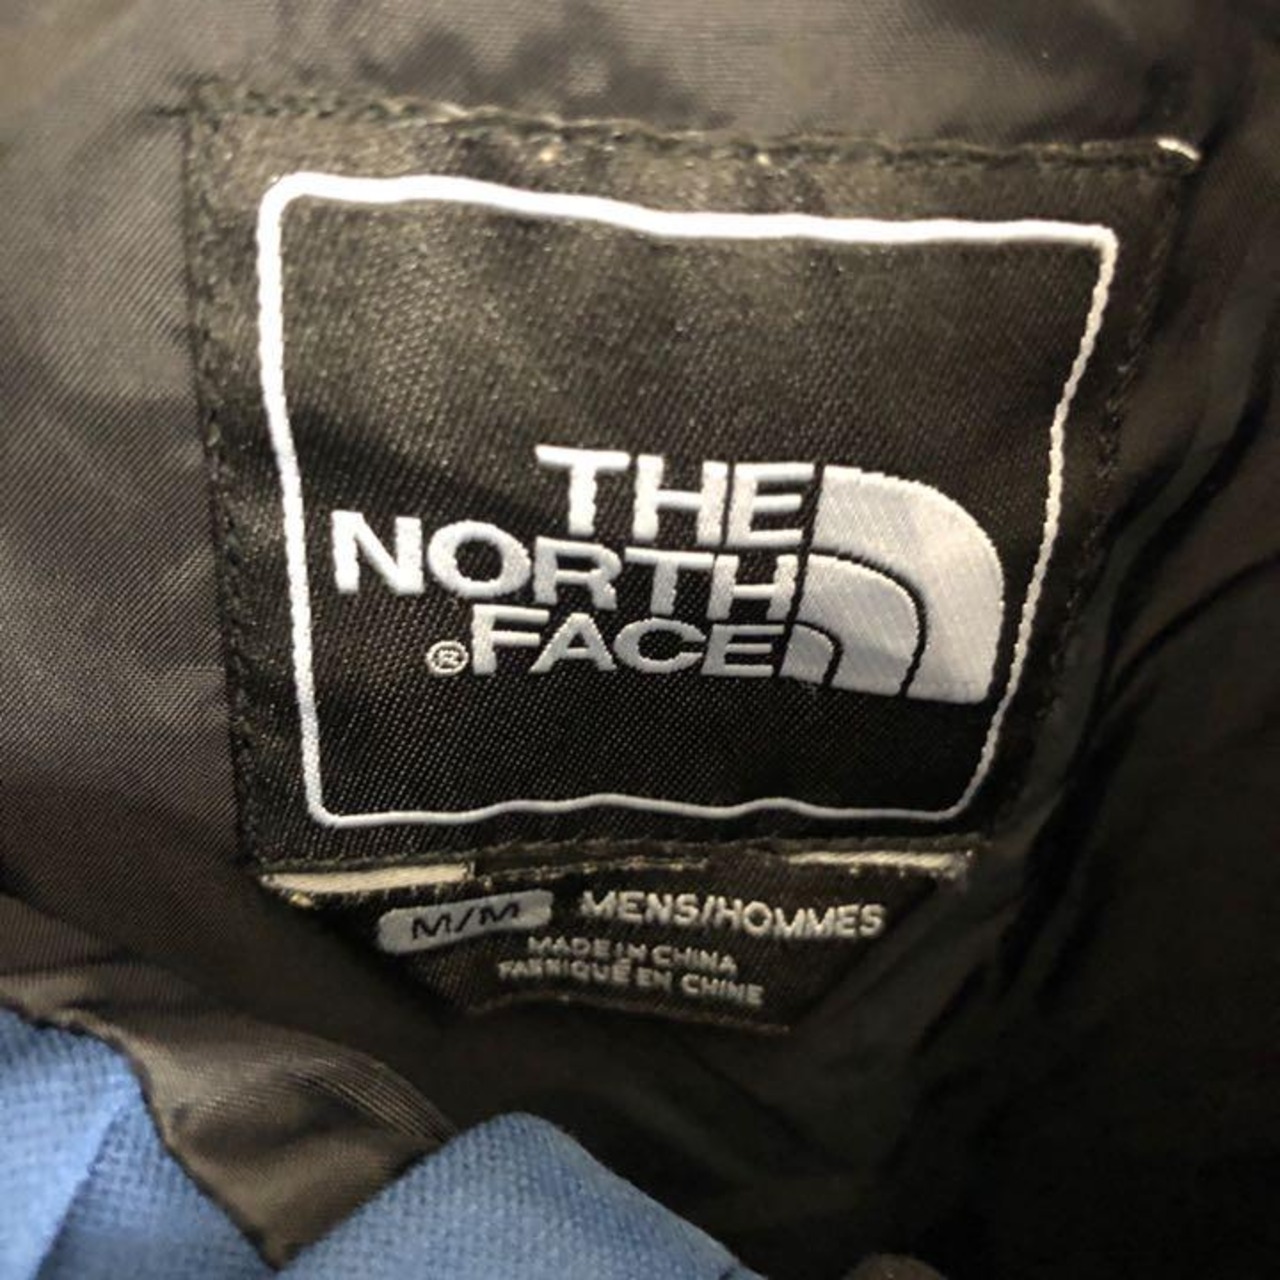 THE
NORTH
®FACE
M/M MENS/HOMMES
MADE IN CHINA
FABRIQUÉ EN CHINE